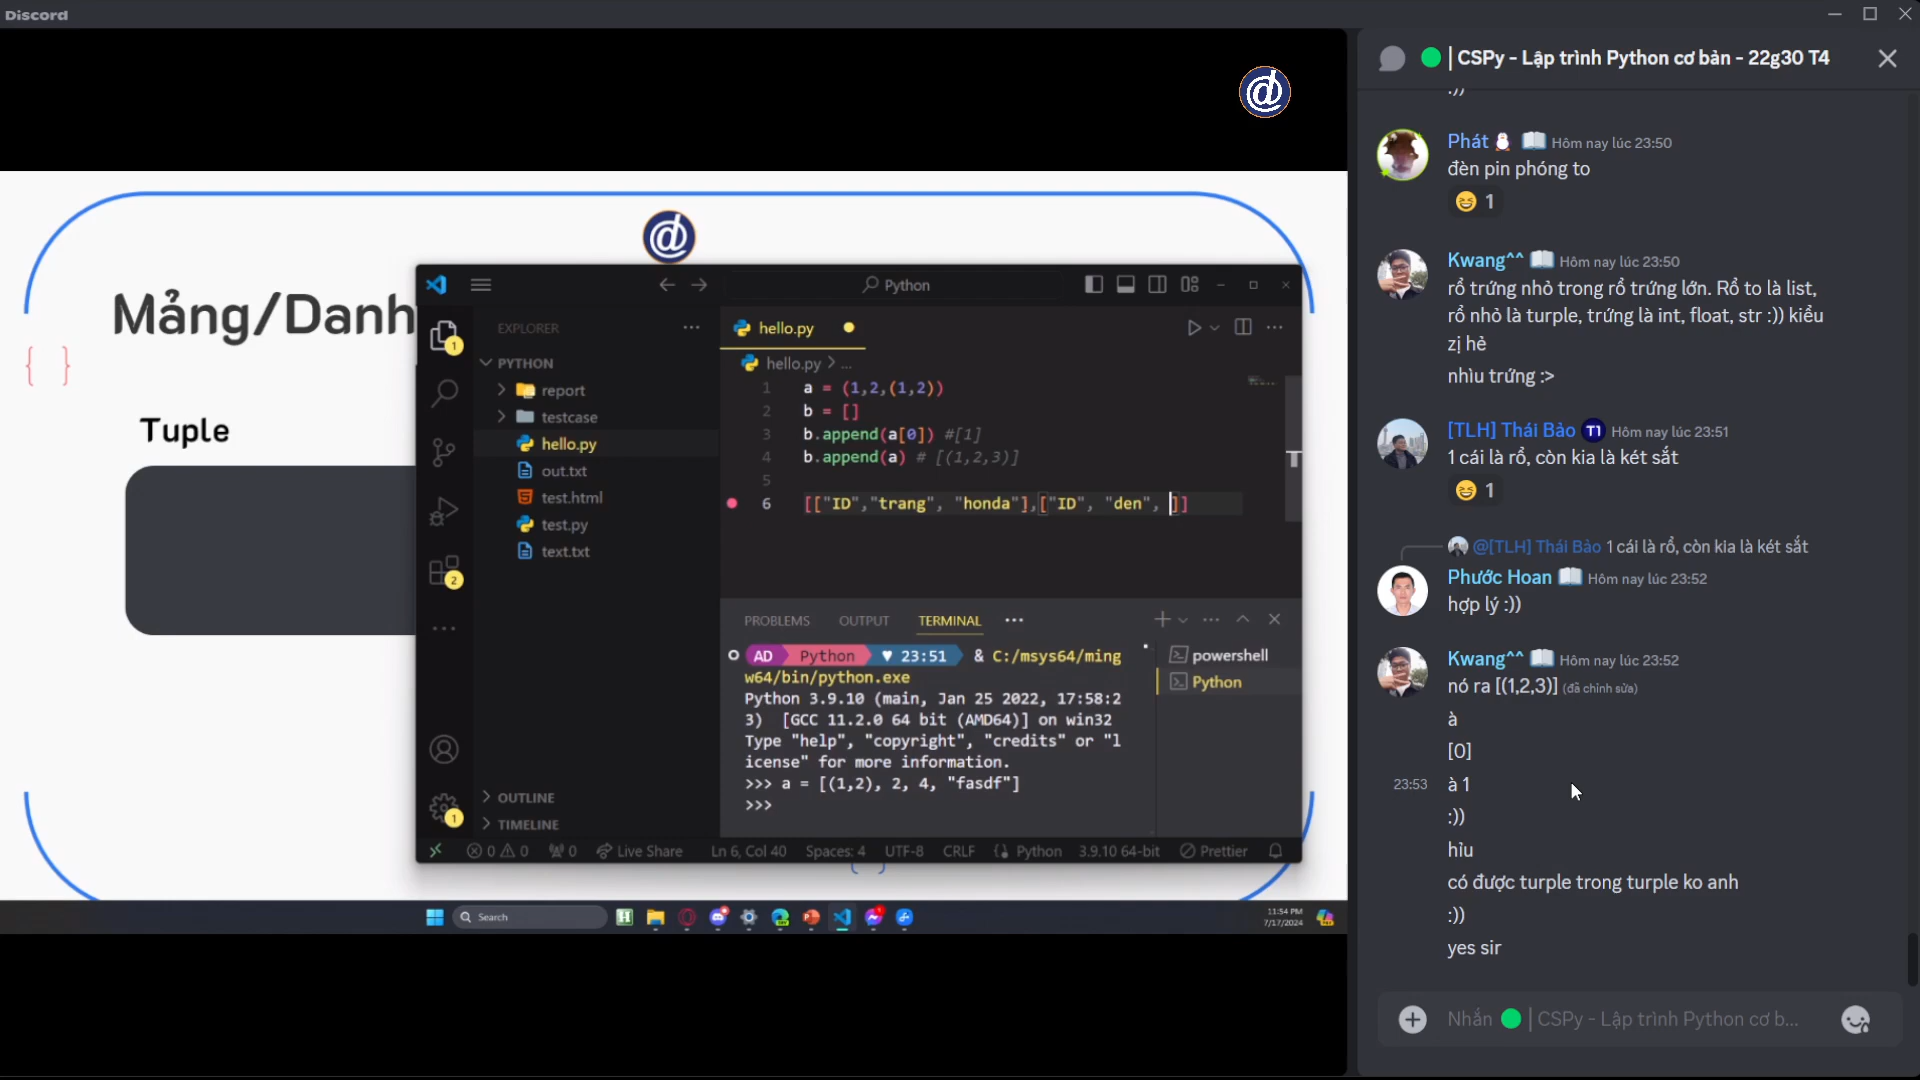 Discord
Mảng/Danh
{ }
Tuple
Python
EXPLORER
PYTHON
report
testcase
hello.py
out.txt
test.html
test.py
text.txt
OUTLINE
TIMELINE
hello.py
hello.py > ...
1 a = (1,2,(1,2))
2 b = []
3 b.append(a[0]) #[1]
4 b.append(a) # [(1,2,3)]
5
6 [["ID","trang", "honda"],["ID", "den", ]]
PROBLEMS OUTPUT TERMINAL
AD Python ♥ 23:51 & C:/msys64/ming
w64/bin/python.exe
Python 3.9.10 (main, Jan 25 2022, 17:58:2
3) [GCC 11.2.0 64 bit (AMD64)] on win32
Type "help", "copyright", "credits" or "l
icense" for more information.
>>> a = [(1,2), 2, 4, "fasdf"]
>>>
powershell
Python
0 0 0 Live Share Ln 6, Col 40 Spaces: 4 UTF-8 CRLF Python 3.9.10 64-bit Prettier
Search
11:54 PM
7/17/2024
| CSPy - Lập trình Python cơ bản - 22g30 T4
:))
Phát Hôm nay lúc 23:50
đèn pin phóng to
😆 1
Kwang^^ Hôm nay lúc 23:50
rổ trứng nhỏ trong rổ trứng lớn. Rổ to là list,
rổ nhỏ là turple, trứng là int, float, str :)) kiểu
zị hẻ
nhìu trứng :>
[TLH] Thái Bảo T1 Hôm nay lúc 23:51
1 cái là rổ, còn kia là két sắt
😆 1
@[TLH] Thái Bảo 1 cái là rổ, còn kia là két sắt
Phước Hoan Hôm nay lúc 23:52
hợp lý :))
Kwang^^ Hôm nay lúc 23:52
nó ra [(1,2,3)] (đã chỉnh sửa)
à
[0]
23:53 à 1
:))
hỉu
có được turple trong turple ko anh
:))
yes sir
Nhắn | CSPy - Lập trình Python cơ b...